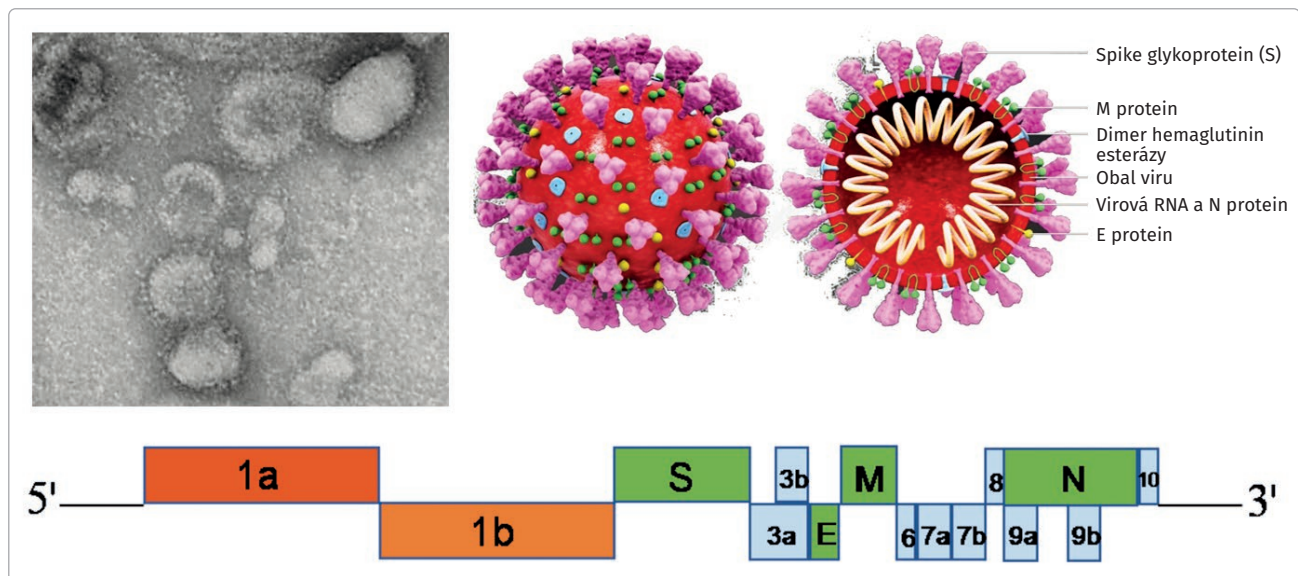 Spike glykoprotein (S)
M protein
Dimer hemaglutinin
esterázy
Obal viru
Virová RNA a N protein
E protein
1a
S
3b
M
8
N
10
5'
3'
1b
3a
E
6
7a
7b
9a
9b